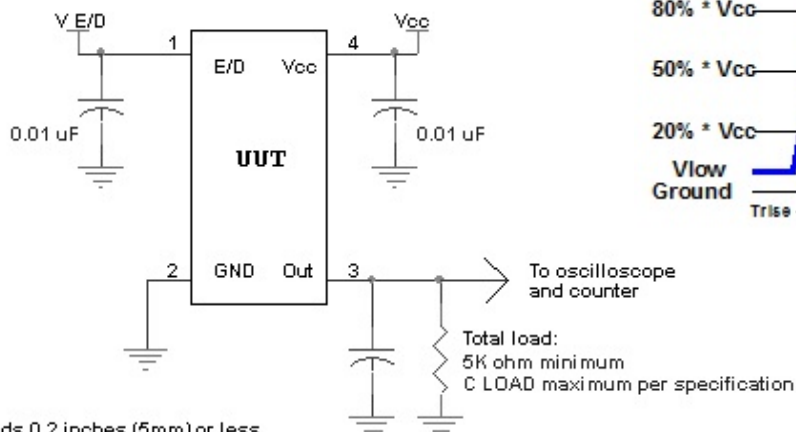 V E/D
Vcc
1
4
E/D
Vcc
0.01 uF
0.01 uF
UUT
2
GND
Out
3
To oscilloscope
and counter
Total load:
5K ohm minimum
C LOAD maximum per specification
0.2 inches (5mm) or less
80% * Vcc
50% * Vcc
20% * Vcc
Vlow
Ground
Trise